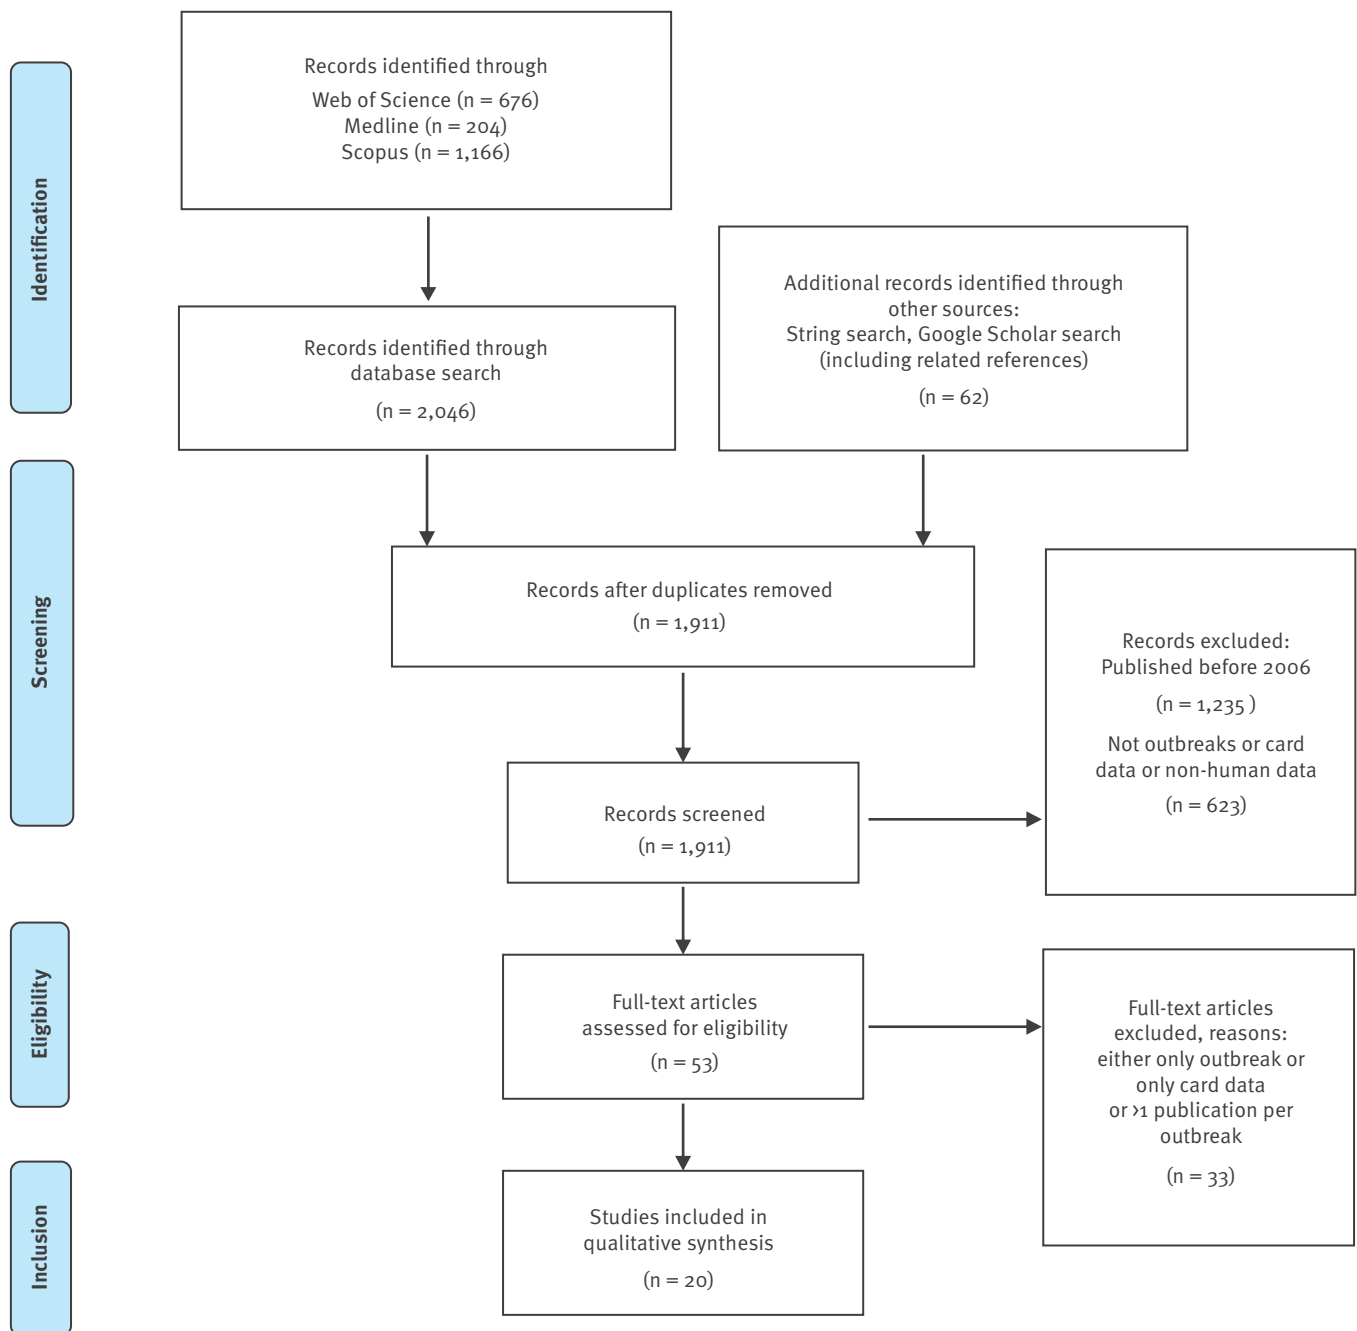 Identification
Records identified through
Web of Science (n = 676)
Medline (n = 204)
Scopus (n = 1,166)
Records identified through
database search
(n = 2,046)
Additional records identified through
other sources:
String search, Google Scholar search
(including related references)
(n = 62)
Screening
Records after duplicates removed
(n = 1,911)
Records screened
(n = 1,911)
Records excluded:
Published before 2006
(n = 1,235 )
Not outbreaks or card
data or non-human data
(n = 623)
Eligibility
Full-text articles
assessed for eligibility
(n = 53)
Full-text articles
excluded, reasons:
either only outbreak or
only card data
or >1 publication per
outbreak
(n = 33)
Inclusion
Studies included in
qualitative synthesis
(n = 20)